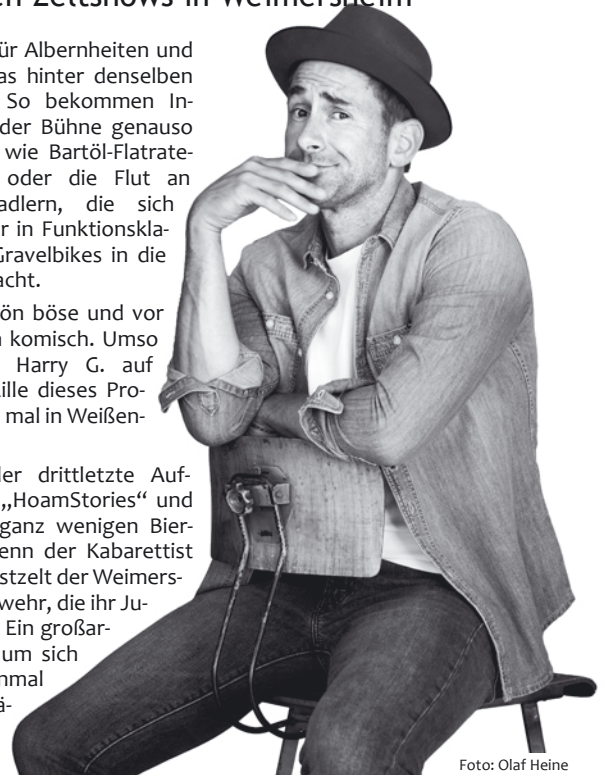 en Zeltshows in Weimersheim
ür Albernheiten und
as hinter denselben
So bekommen In-
der Bühne genauso
wie Bartöl-Flatrate-
oder die Flut an
adlern, die sich
r in Funktionskla-
Gravelbikes in die
acht.
ön böse und vor
komisch. Umso
Harry G. auf
ille dieses Pro-
mal in Weißen-
ler drittletzte Auf-
„HoamStories“ und
ganz wenigen Bier-
enn der Kabarettist
stzelt der Weimers-
wehr, die ihr Ju-
Ein großar-
um sich
nmal
ä-
Foto: Olaf Heine